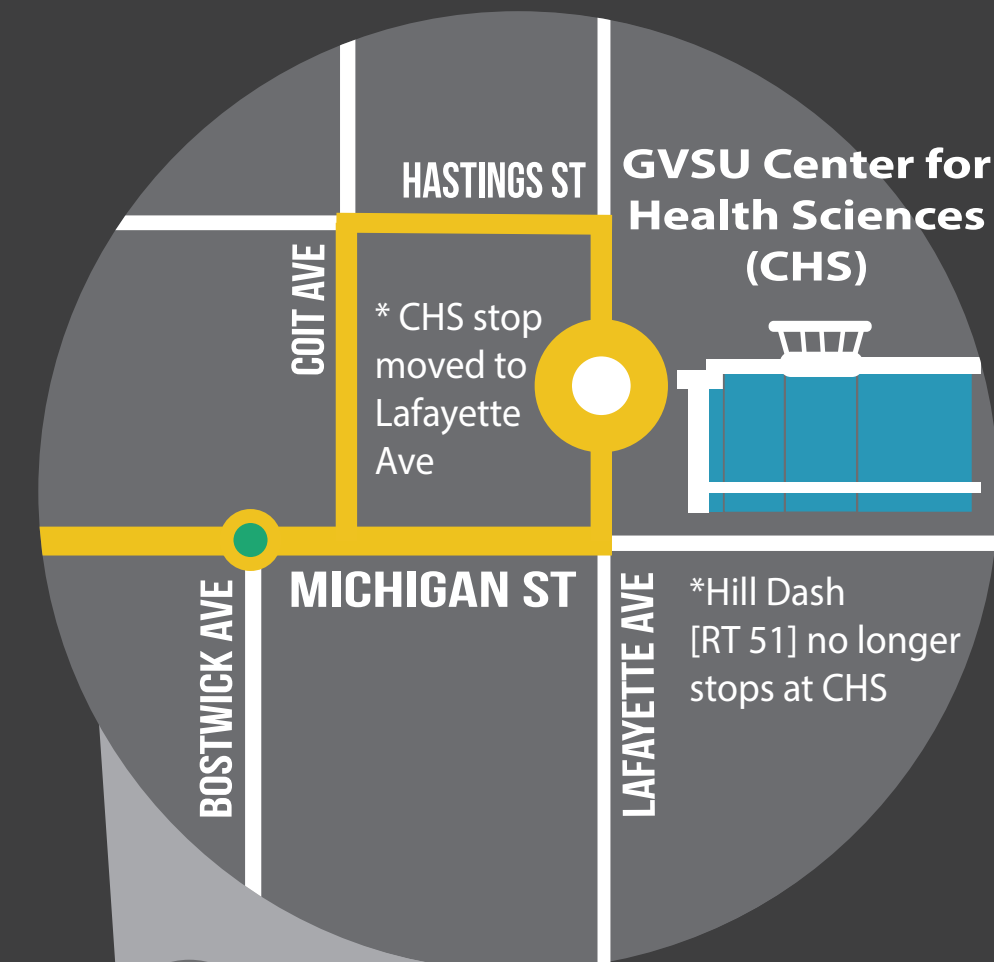 HASTINGS ST
GVSU Center for
Health Sciences
(CHS)
COIT AVE
* CHS stop
moved to
Lafayette
Ave
MICHIGAN ST
BOSTWICK AVE
LAFAYETTE AVE
*Hill Dash
[RT 51] no longer
stops at CHS